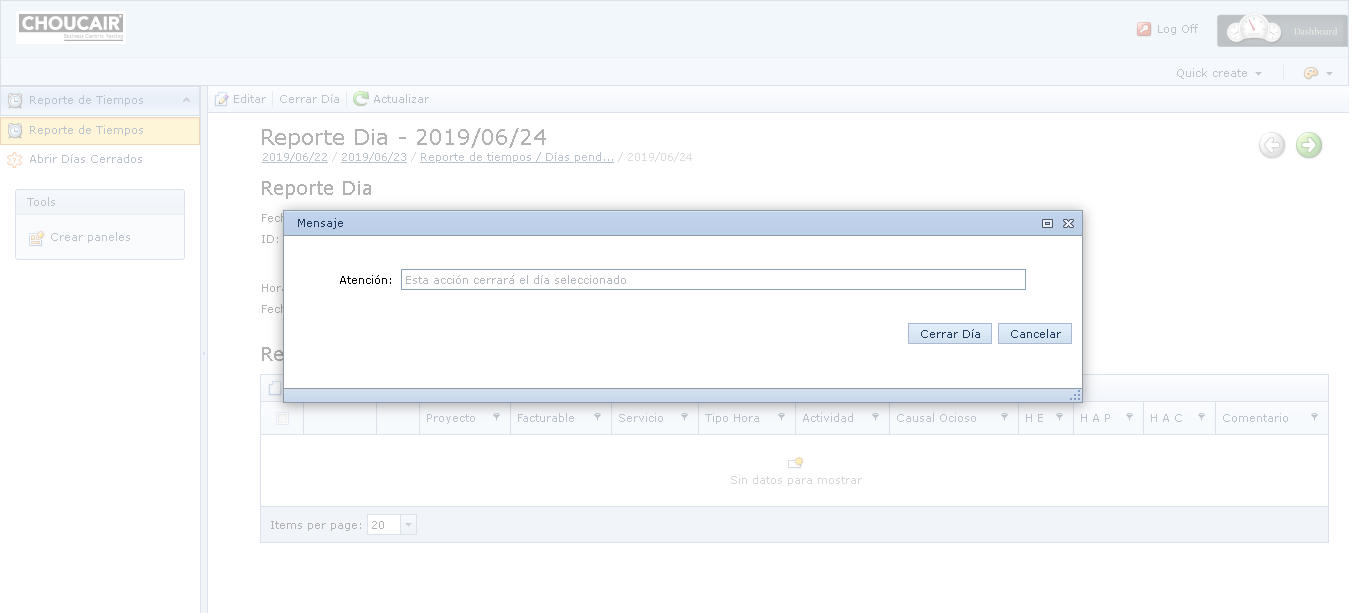 CHOUCAIR
Business Centric Testing
Log Off
Dashboard
Quick create
Reporte de Tiempos
Reporte de Tiempos
Abrir Días Cerrados
Tools
Crear paneles
Editar Cerrar Día Actualizar
Reporte Dia - 2019/06/24
2019/06/22 / 2019/06/23 / Reporte de tiempos / Días pend... / 2019/06/24
Reporte Dia
Fech
ID:
Hora
Fech
Mensaje
Atención: Esta acción cerrará el día seleccionado
Cerrar Día Cancelar
Re
Proyecto Facturable Servicio Tipo Hora Actividad Causal Ocioso H E H A P H A C Comentario
Sin datos para mostrar
Items per page: 20